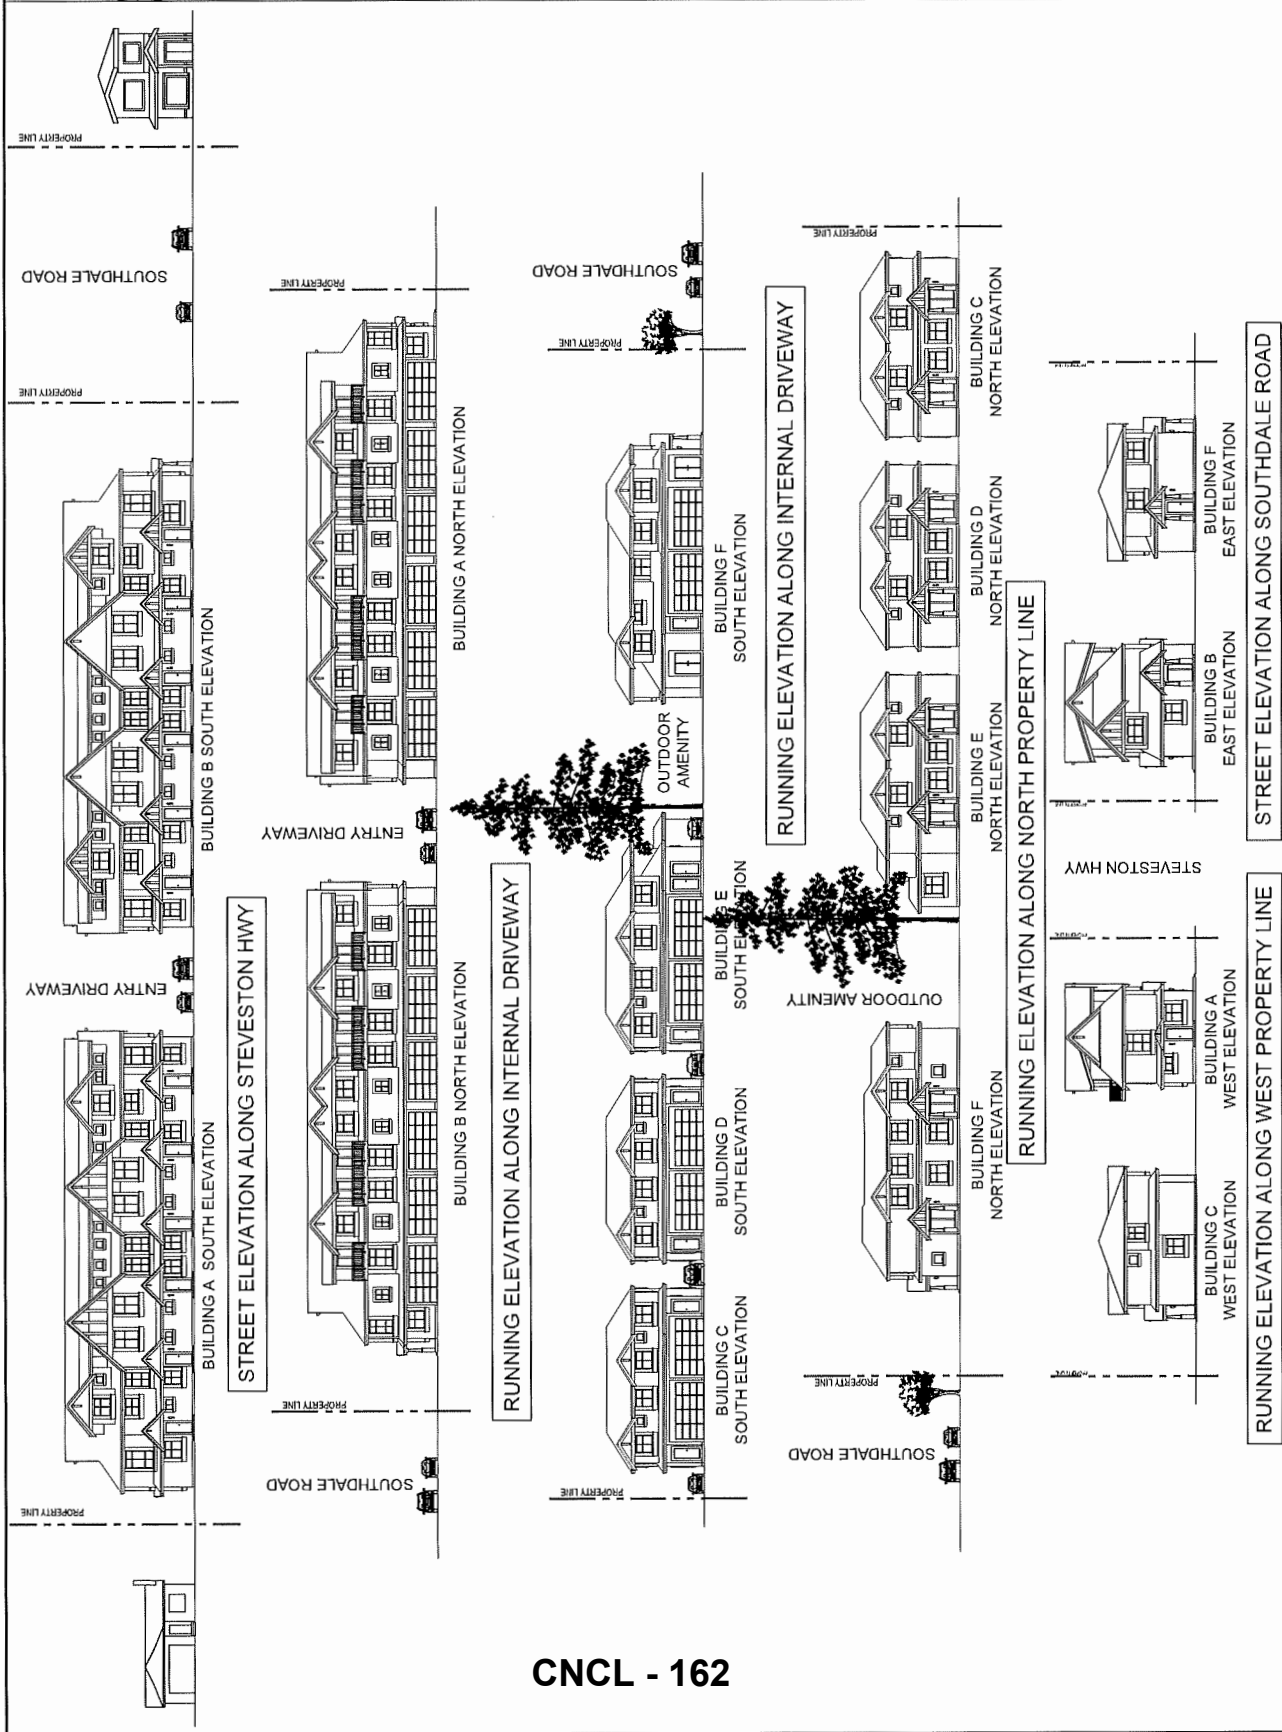 PROPERTY LINE
ENTRY DRIVEWAY
PROPERTY LINE
SOUTHDALE ROAD
PROPERTY LINE
BUILDING A SOUTH ELEVATION
BUILDING B SOUTH ELEVATION
STREET ELEVATION ALONG STEVESTON HWY
SOUTHDALE ROAD
PROPERTY LINE
ENTRY DRIVEWAY
PROPERTY LINE
BUILDING B NORTH ELEVATION
BUILDING A NORTH ELEVATION
RUNNING ELEVATION ALONG INTERNAL DRIVEWAY
PROPERTY LINE
OUTDOOR
AMENITY
PROPERTY LINE
SOUTHDALE ROAD
BUILDING C
SOUTH ELEVATION
BUILDING D
SOUTH ELEVATION
BUILDING E
SOUTH ELEVATION
BUILDING F
SOUTH ELEVATION
RUNNING ELEVATION ALONG INTERNAL DRIVEWAY
SOUTHDALE ROAD
PROPERTY LINE
OUTDOOR AMENITY
PROPERTY LINE
BUILDING F
NORTH ELEVATION
BUILDING E
NORTH ELEVATION
BUILDING D
NORTH ELEVATION
BUILDING C
NORTH ELEVATION
RUNNING ELEVATION ALONG NORTH PROPERTY LINE
STEVESTON HWY
BUILDING C
WEST ELEVATION
BUILDING A
WEST ELEVATION
BUILDING B
EAST ELEVATION
BUILDING F
EAST ELEVATION
RUNNING ELEVATION ALONG WEST PROPERTY LINE
STREET ELEVATION ALONG SOUTHDALE ROAD
CNCL - 162